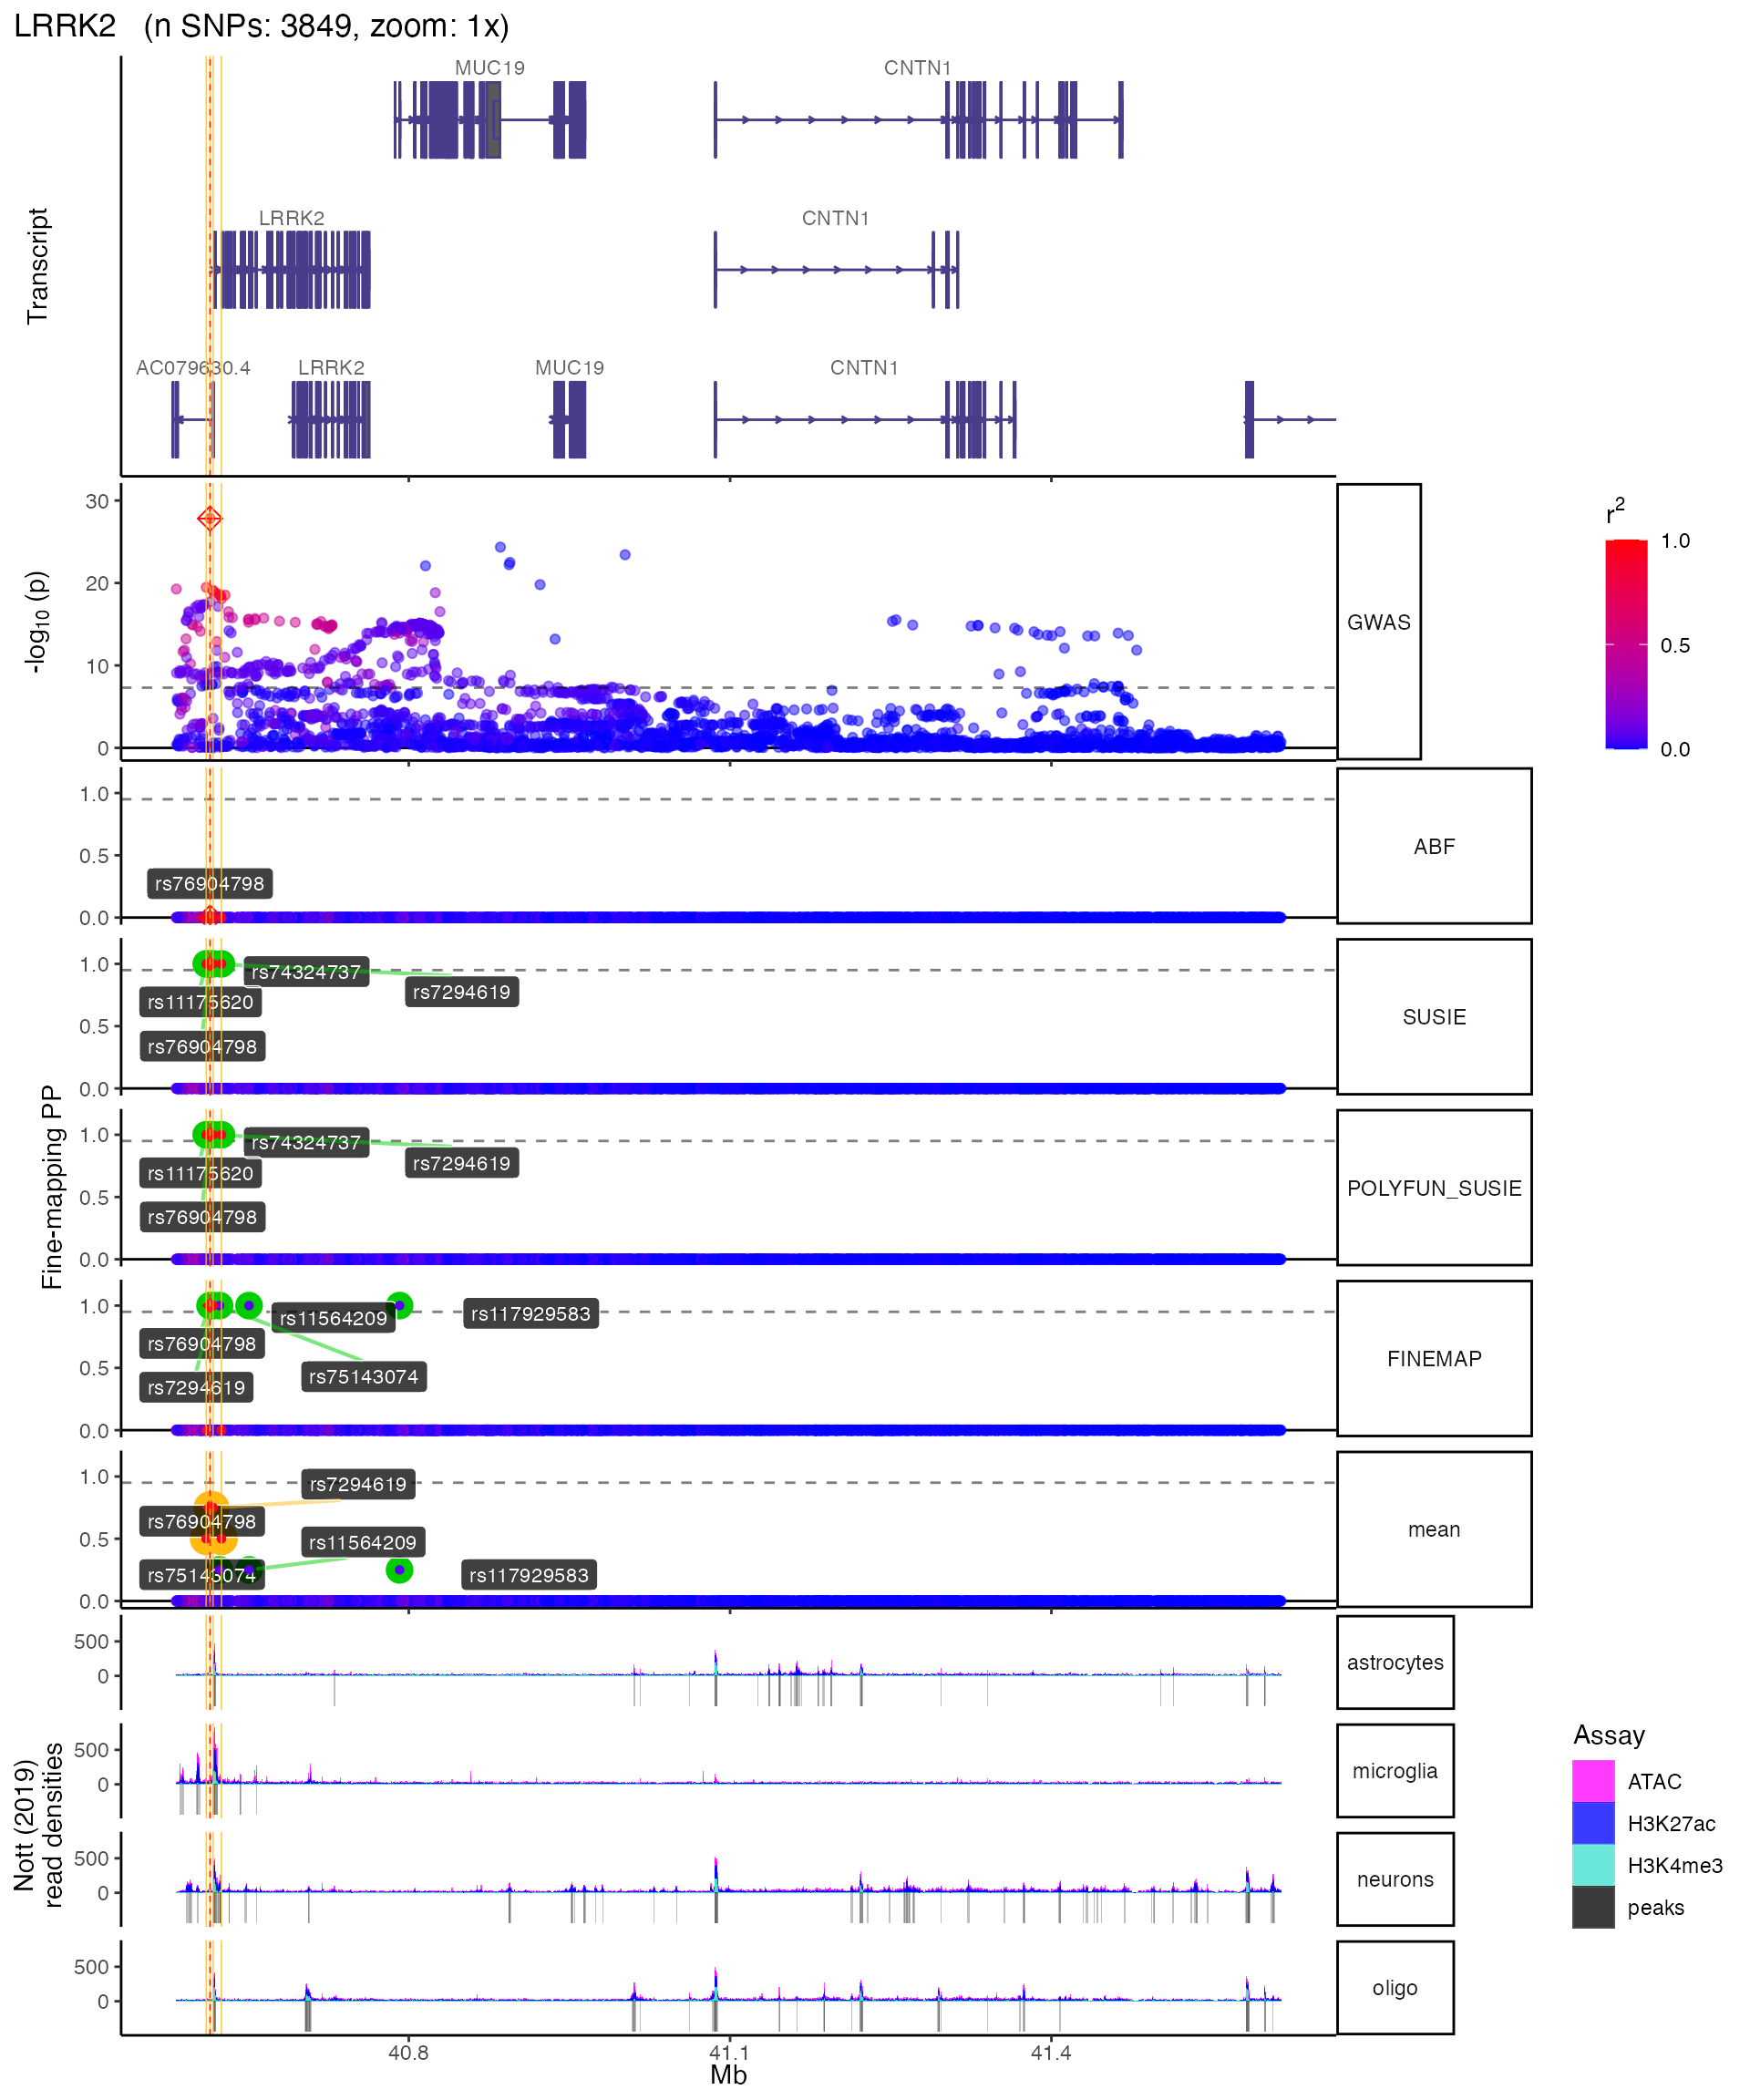 LRRK2   (n SNPs: 3849, zoom: 1x)
Transcript
MUC19
CNTN1
LRRK2
CNTN1
AC079630.4
LRRK2
MUC19
CNTN1
-log10 (p)
30
20
10
0
GWAS
r2
1.0
0.5
0.0
Fine-mapping PP
1.0
0.5
0.0
rs76904798
ABF
1.0
0.5
0.0
rs74324737
rs7294619
rs11175620
rs76904798
SUSIE
1.0
0.5
0.0
rs74324737
rs7294619
rs11175620
rs76904798
POLYFUN_SUSIE
1.0
0.5
0.0
rs11564209
rs117929583
rs76904798
rs75143074
rs7294619
FINEMAP
1.0
0.5
0.0
rs7294619
rs76904798
rs11564209
rs75143074
rs117929583
mean
Nott (2019)
read densities
500
0
astrocytes
500
0
microglia
500
0
neurons
500
0
oligo
Assay
ATAC
H3K27ac
H3K4me3
peaks
40.8
41.1
41.4
Mb